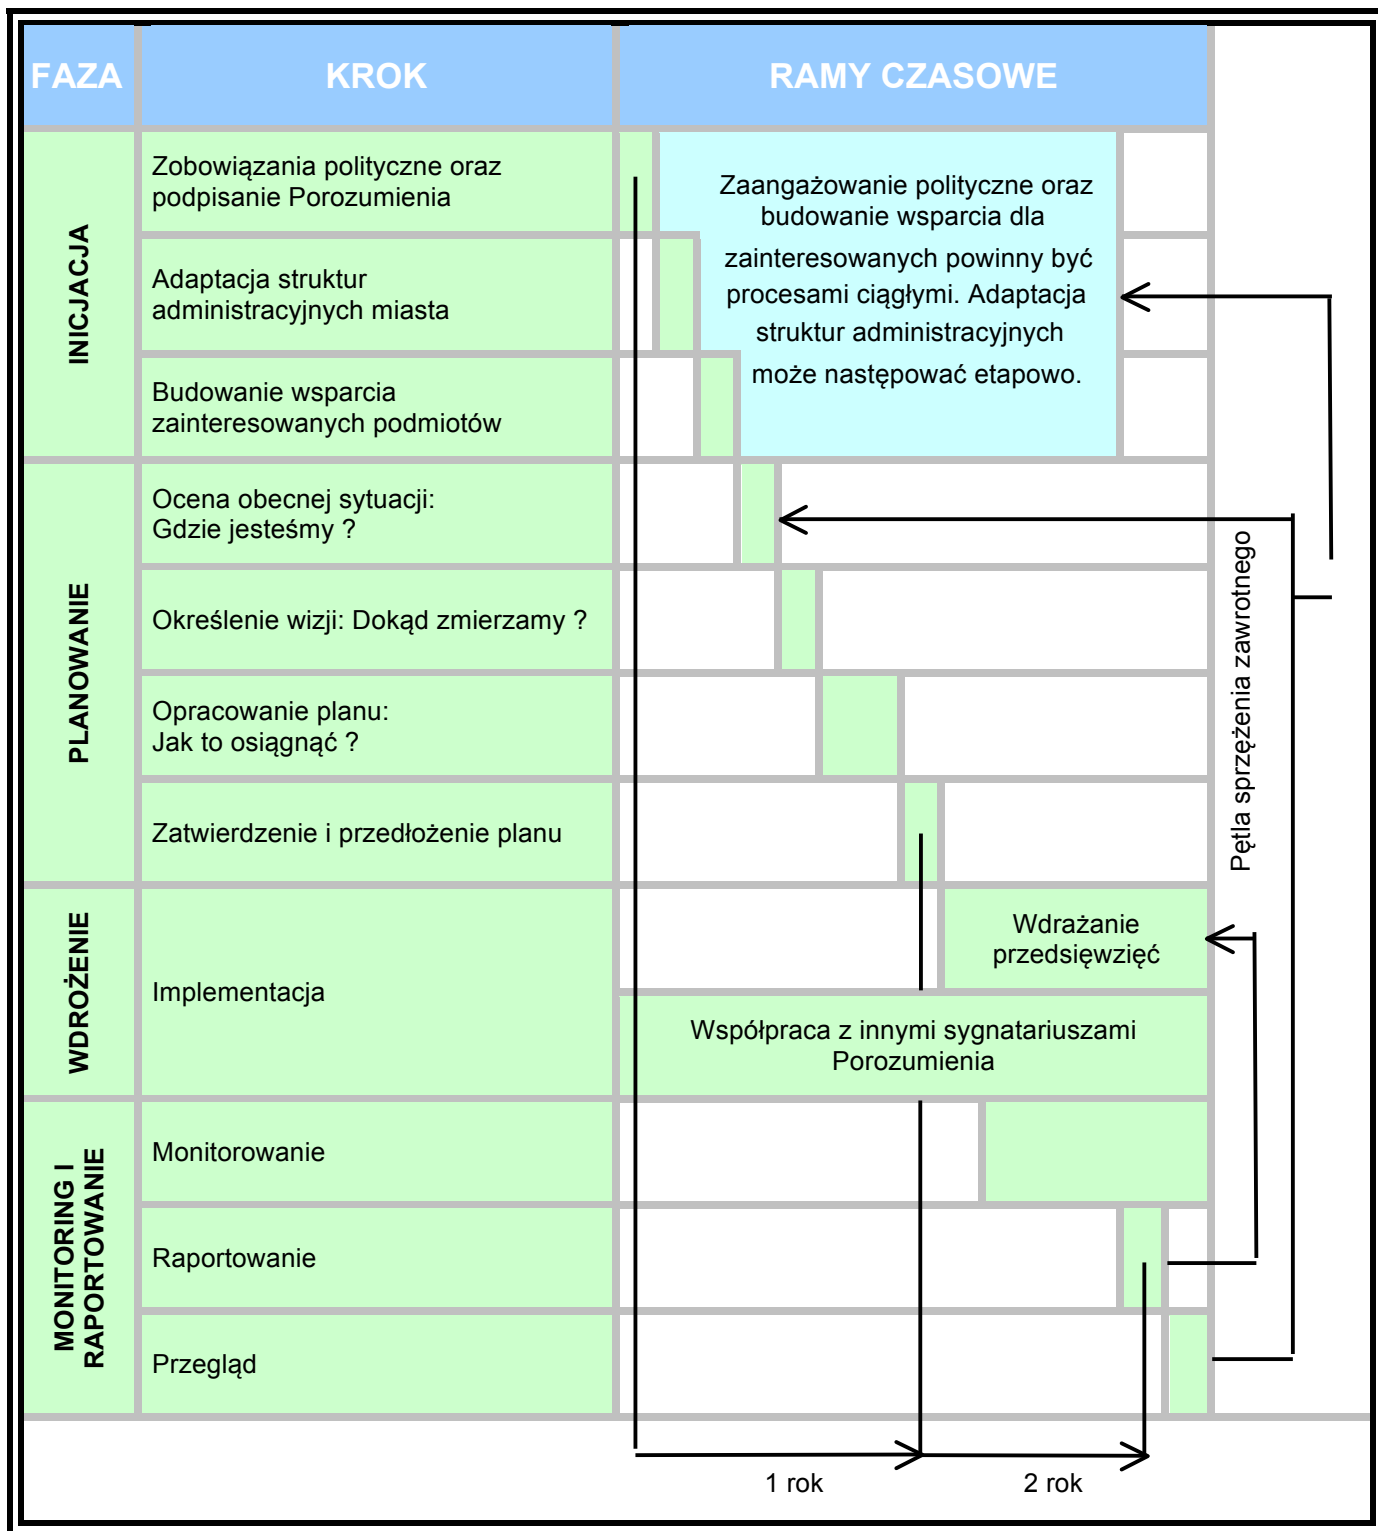 FAZA
KROK
RAMY CZASOWE
INICJACJA
Zobowiązania polityczne oraz
podpisanie Porozumienia
Zaangażowanie polityczne oraz
budowanie wsparcia dla
zainteresowanych powinny być
procesami ciągłymi. Adaptacja
struktur administracyjnych
może następować etapowo.
Adaptacja struktur
administracyjnych miasta
Budowanie wsparcia
zainteresowanych podmiotów
PLANOWANIE
Ocena obecnej sytuacji:
Gdzie jesteśmy ?
Określenie wizji: Dokąd zmierzamy ?
Opracowanie planu:
Jak to osiągnąć ?
Zatwierdzenie i przedłożenie planu
Pętla sprzężenia zawrotnego
WDROŻENIE
Implementacja
Wdrażanie
przedsięwzięć
Współpraca z innymi sygnatariuszami
Porozumienia
MONITORING I
RAPORTOWANIE
Monitorowanie
Raportowanie
Przegląd
1 rok
2 rok